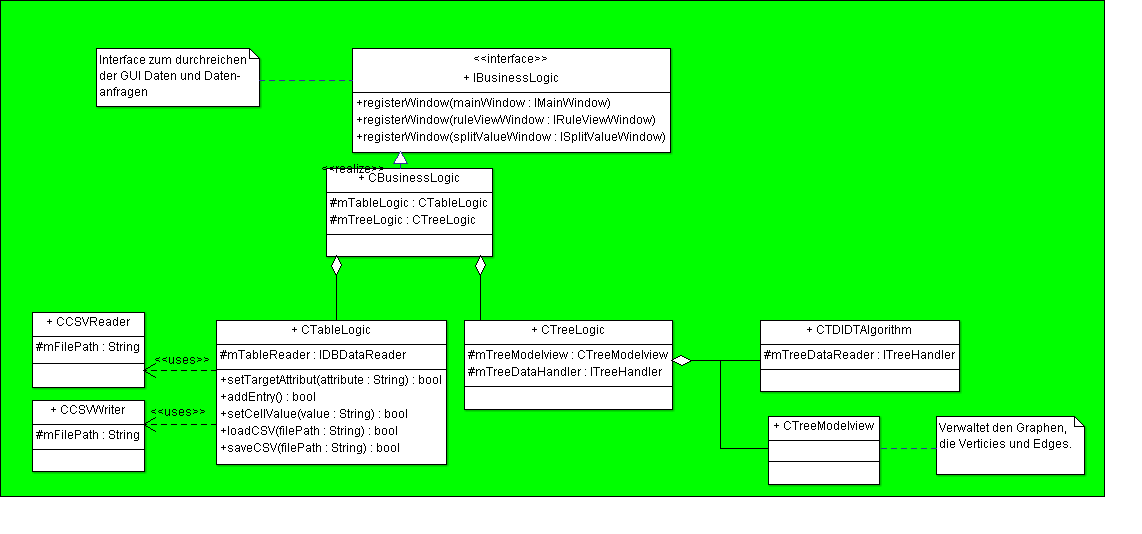 Interface zum durchreichen
der GUI Daten und Daten-
anfragen
<<interface>>
+ IBusinessLogic
+registerWindow(mainWindow : IMainWindow)
+registerWindow(ruleViewWindow : IRuleViewWindow)
+registerWindow(splitValueWindow : ISplitValueWindow)
<<realize>>
+ CBusinessLogic
#mTableLogic : CTableLogic
#mTreeLogic : CTreeLogic
+ CCSVReader
#mFilePath : String
<<uses>>
+ CCSVWriter
#mFilePath : String
<<uses>>
+ CTableLogic
#mTableReader : IDBDataReader
+setTargetAttribut(attribute : String) : bool
+addEntry() : bool
+setCellValue(value : String) : bool
+loadCSV(filePath : String) : bool
+saveCSV(filePath : String) : bool
+ CTreeLogic
#mTreeModelview : CTreeModelview
#mTreeDataHandler : ITreeHandler
+ CTDIDTAlgorithm
#mTreeDataReader : ITreeHandler
+ CTreeModelview
Verwaltet den Graphen,
die Verticies und Edges.